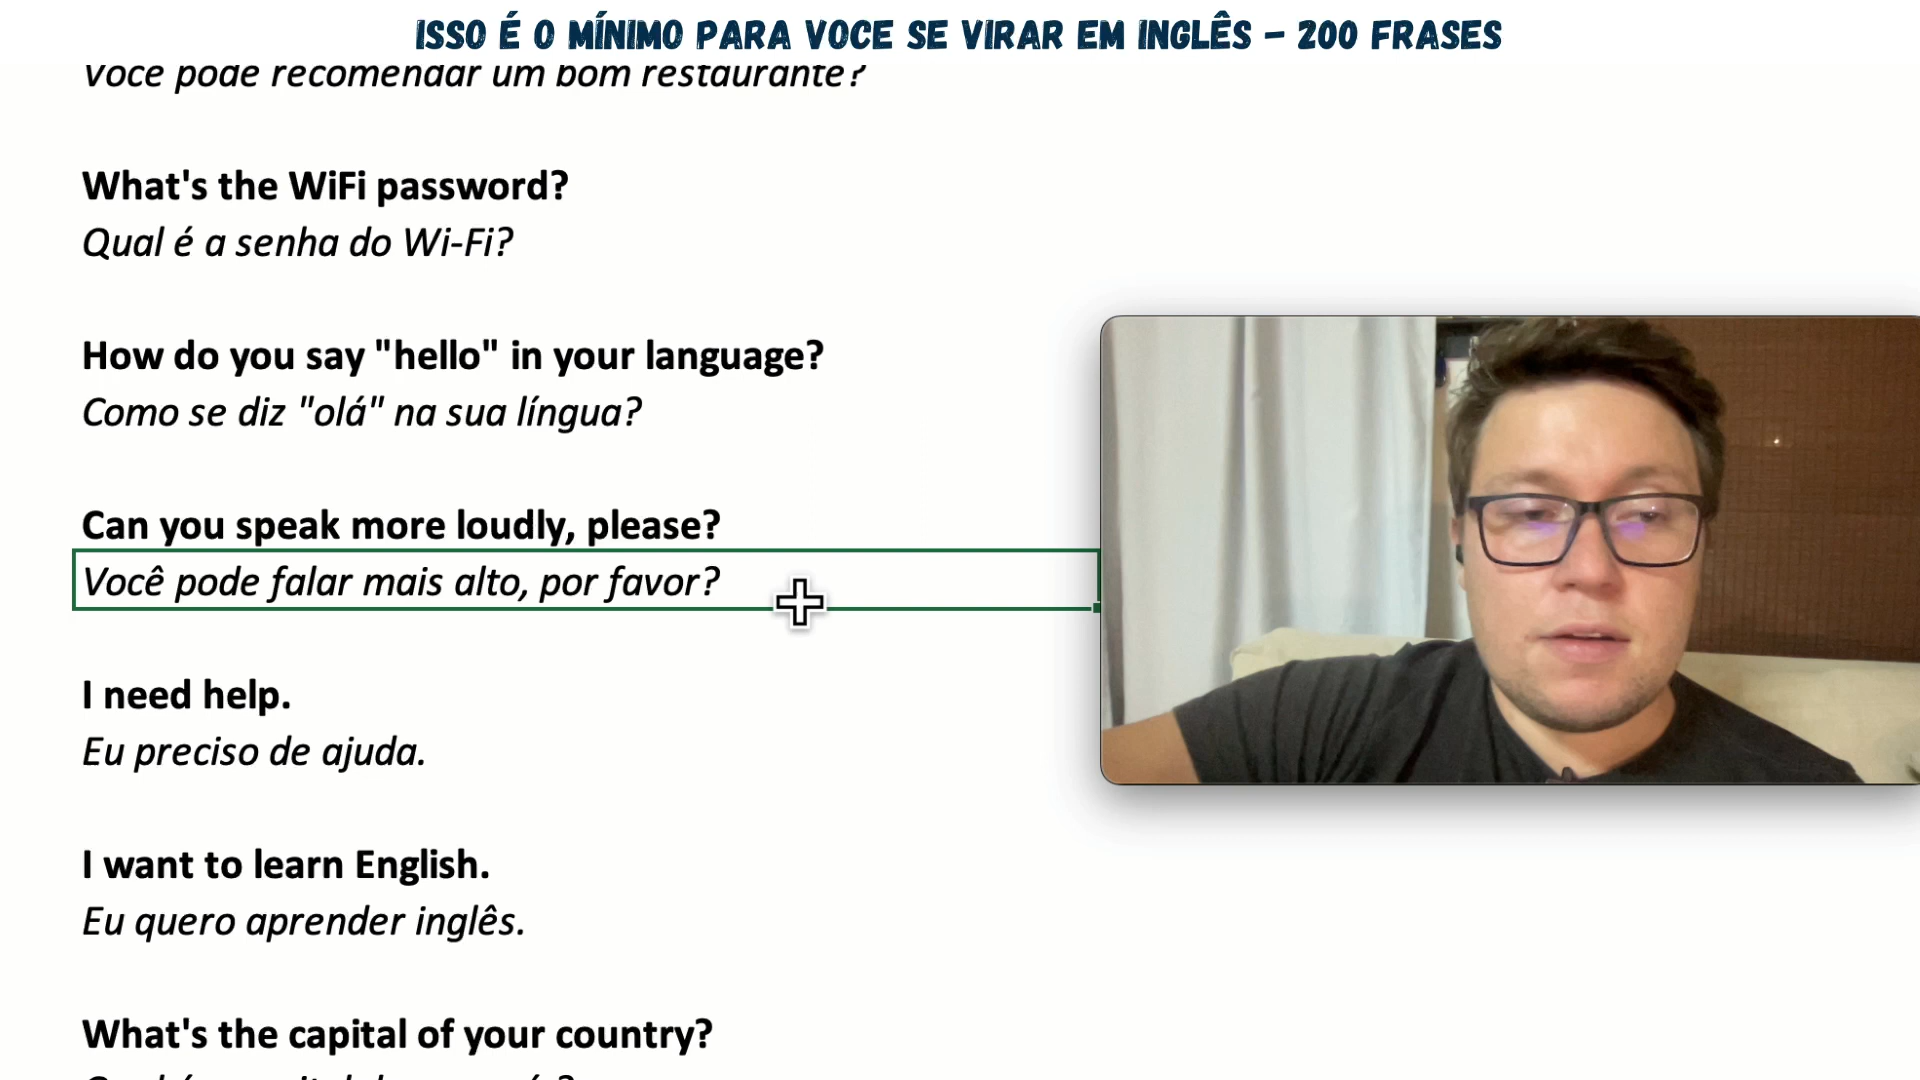 ISSO É O MÍNIMO PARA VOCE SE VIRAR EM INGLÊS – 200 FRASES
Você pode recomendar um bom restaurante?
What's the WiFi password?
Qual é a senha do Wi-Fi?
How do you say "hello" in your language?
Como se diz "olá" na sua língua?
Can you speak more loudly, please?
Você pode falar mais alto, por favor?
I need help.
Eu preciso de ajuda.
I want to learn English.
Eu quero aprender inglês.
What's the capital of your country?